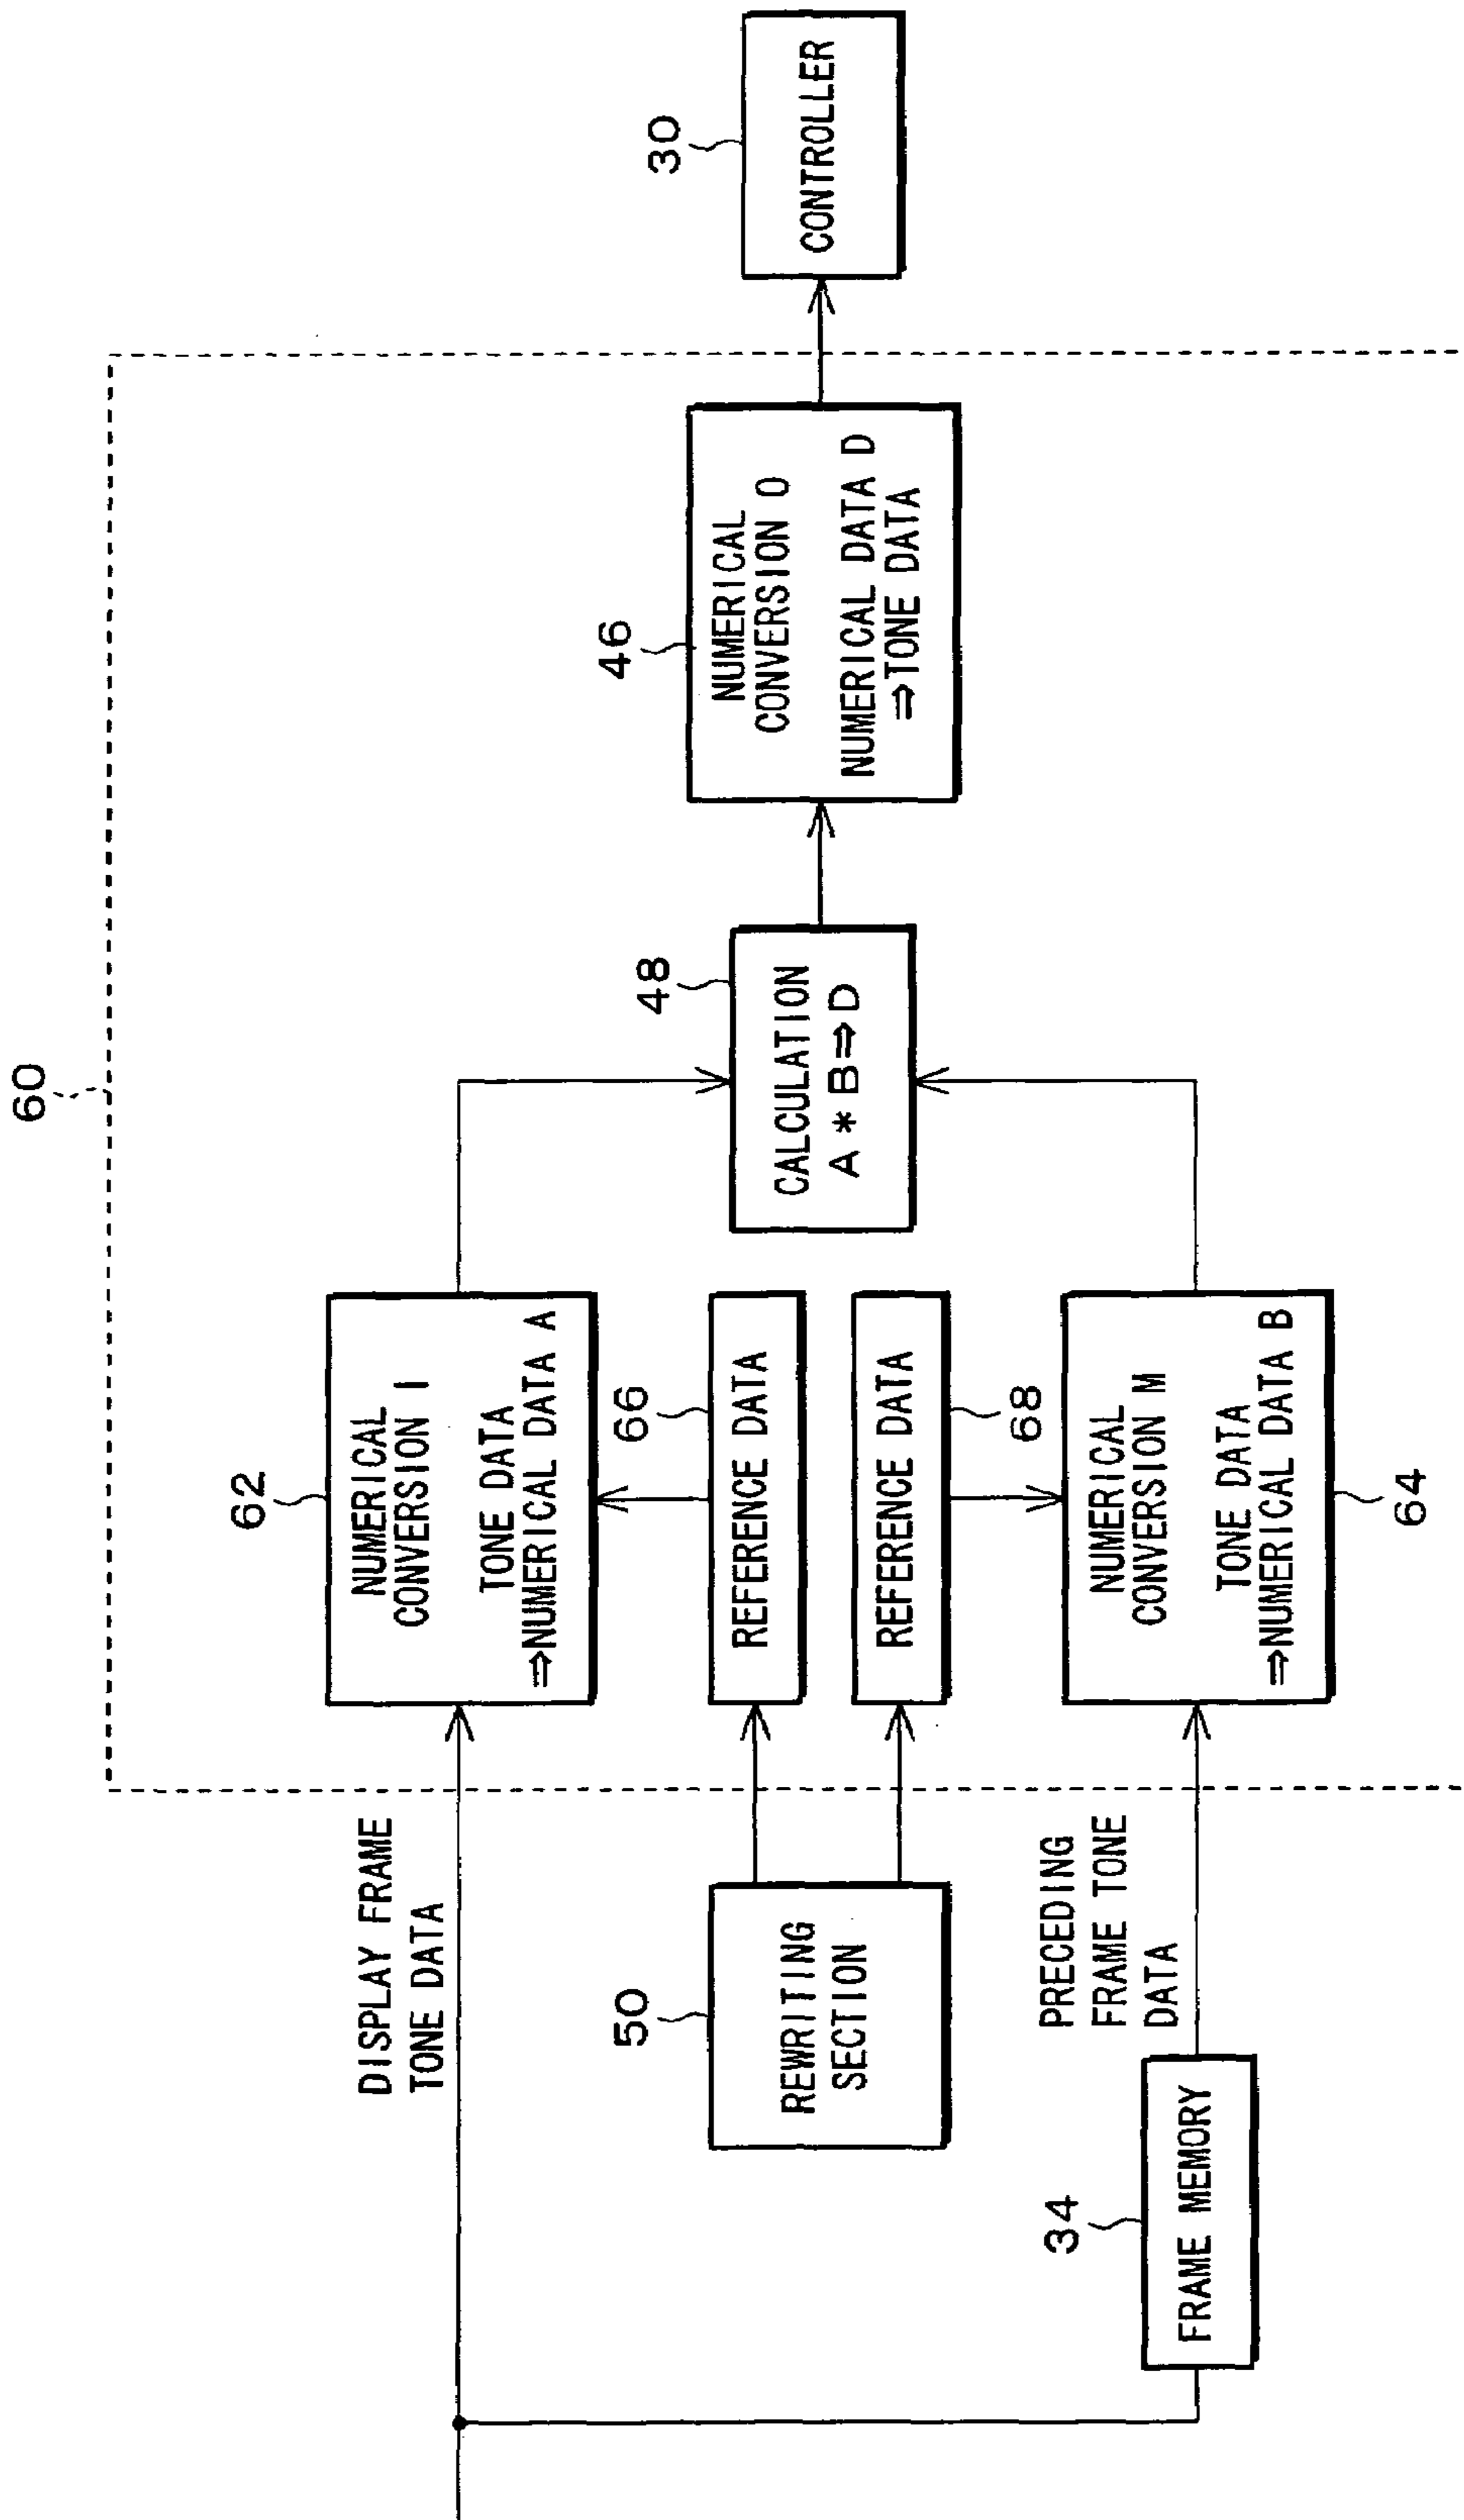 60
DISPLAY FRAME
TONE DATA
62
NUMERICAL
CONVERSION I
TONE DATA
⇒NUMERICAL DATA A
50
REWRITING
SECTION
66
REFERENCE DATA
REFERENCE DATA
68
34
FRAME MEMORY
PRECEDING
FRAME TONE
DATA
NUMERICAL
CONVERSION M
TONE DATA
⇒NUMERICAL DATA B
64
48
CALCULATION
A * B⇒D
46
NUMERICAL
CONVERSION O
NUMERICAL DATA D
⇒TONE DATA
30
CONTROLLER